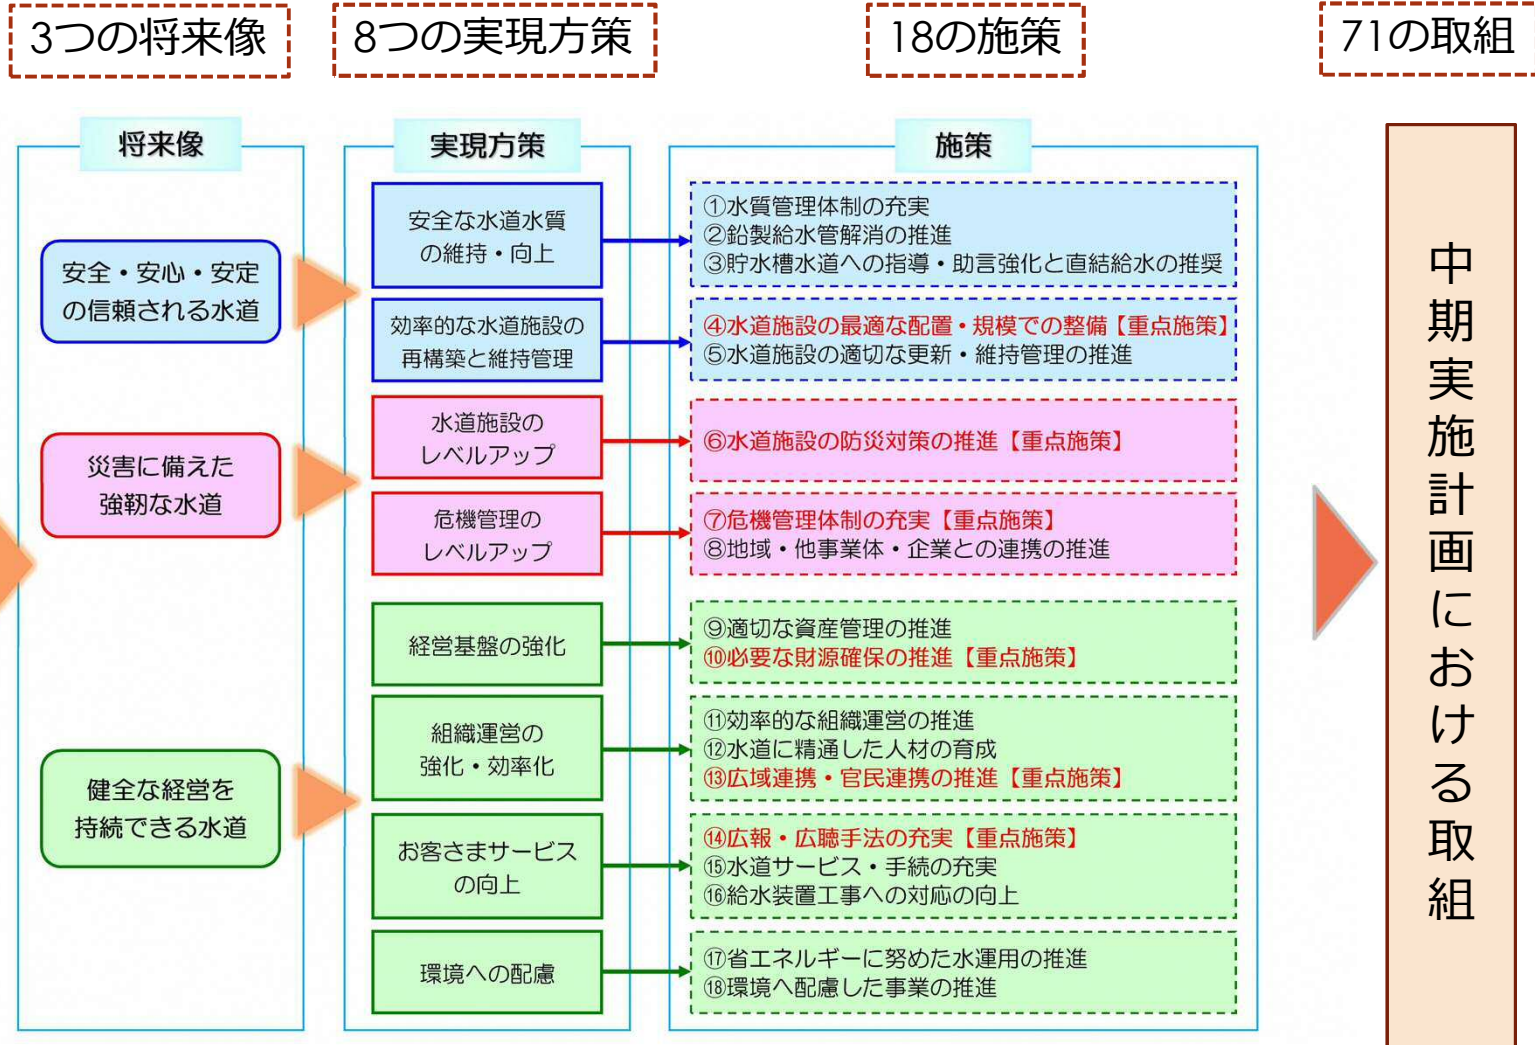 3つの将来像
8つの実現方策
18の施策
71の取組
将来像
実現方策
施策
安全・安心・安定
の信頼される水道
災害に備えた
強靭な水道
健全な経営を
持続できる水道
安全な水道水質
の維持・向上
効率的な水道施設の
再構築と維持管理
水道施設の
レベルアップ
危機管理の
レベルアップ
経営基盤の強化
組織運営の
強化・効率化
お客さまサービス
の向上
環境への配慮
①水質管理体制の充実
②鉛製給水管解消の推進
③貯水槽水道への指導・助言強化と直結給水の推奨
④水道施設の最適な配置・規模での整備【重点施策】
⑤水道施設の適切な更新・維持管理の推進
⑥水道施設の防災対策の推進【重点施策】
⑦危機管理体制の充実【重点施策】
⑧地域・他事業体・企業との連携の推進
⑨適切な資産管理の推進
⑩必要な財源確保の推進【重点施策】
⑪効率的な組織運営の推進
⑫水道に精通した人材の育成
⑬広域連携・官民連携の推進【重点施策】
⑭広報・広聴手法の充実【重点施策】
⑮水道サービス・手続の充実
⑯給水装置工事への対応の向上
⑰省エネルギーに努めた水運用の推進
⑱環境へ配慮した事業の推進
中期実施計画における取組